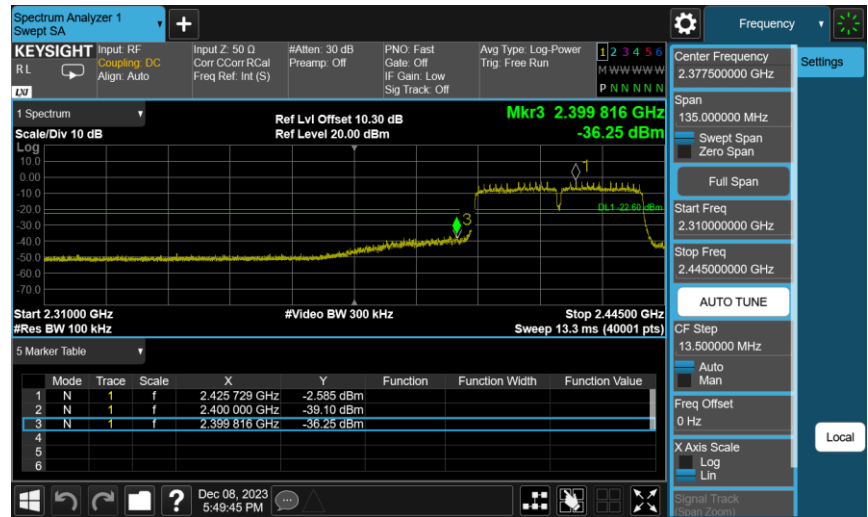 Spectrum Analyzer 1
Swept SA
+
Frequency
KEYSIGHT
RL
LXI
Input: RF
Coupling: DC
Align: Auto
Input Z: 50 Ω
Corr CCorr RCal
Freq Ref: Int (S)
#Atten: 30 dB
Preamp: Off
PNO: Fast
Gate: Off
IF Gain: Low
Sig Track: Off
Avg Type: Log-Power
Trig: Free Run
1 2 3 4 5 6
M W W W W W
P N N N N N
1 Spectrum
Scale/Div 10 dB
Ref Lvl Offset 10.30 dB
Ref Level 20.00 dBm
Mkr3 2.399 816 GHz
-36.25 dBm
Log
10.0
0.00
-10.0
-20.0
-30.0
-40.0
-50.0
-60.0
-70.0
1
3
DL1 -22.60 dBm
Start 2.31000 GHz
#Res BW 100 kHz
#Video BW 300 kHz
Stop 2.44500 GHz
Sweep 13.3 ms (40001 pts)
5 Marker Table
Mode Trace Scale X Y Function Function Width Function Value
1 N 1 f 2.425 729 GHz -2.585 dBm
2 N 1 f 2.400 000 GHz -39.10 dBm
3 N 1 f 2.399 816 GHz -36.25 dBm
4
5
6
Center Frequency
2.377500000 GHz
Span
135.000000 MHz
Swept Span
Zero Span
Full Span
Start Freq
2.310000000 GHz
Stop Freq
2.445000000 GHz
AUTO TUNE
CF Step
13.500000 MHz
Auto
Man
Freq Offset
0 Hz
X Axis Scale
Log
Lin
Signal Track
(Span Zoom)
Settings
Local
?
Dec 08, 2023
5:49:45 PM